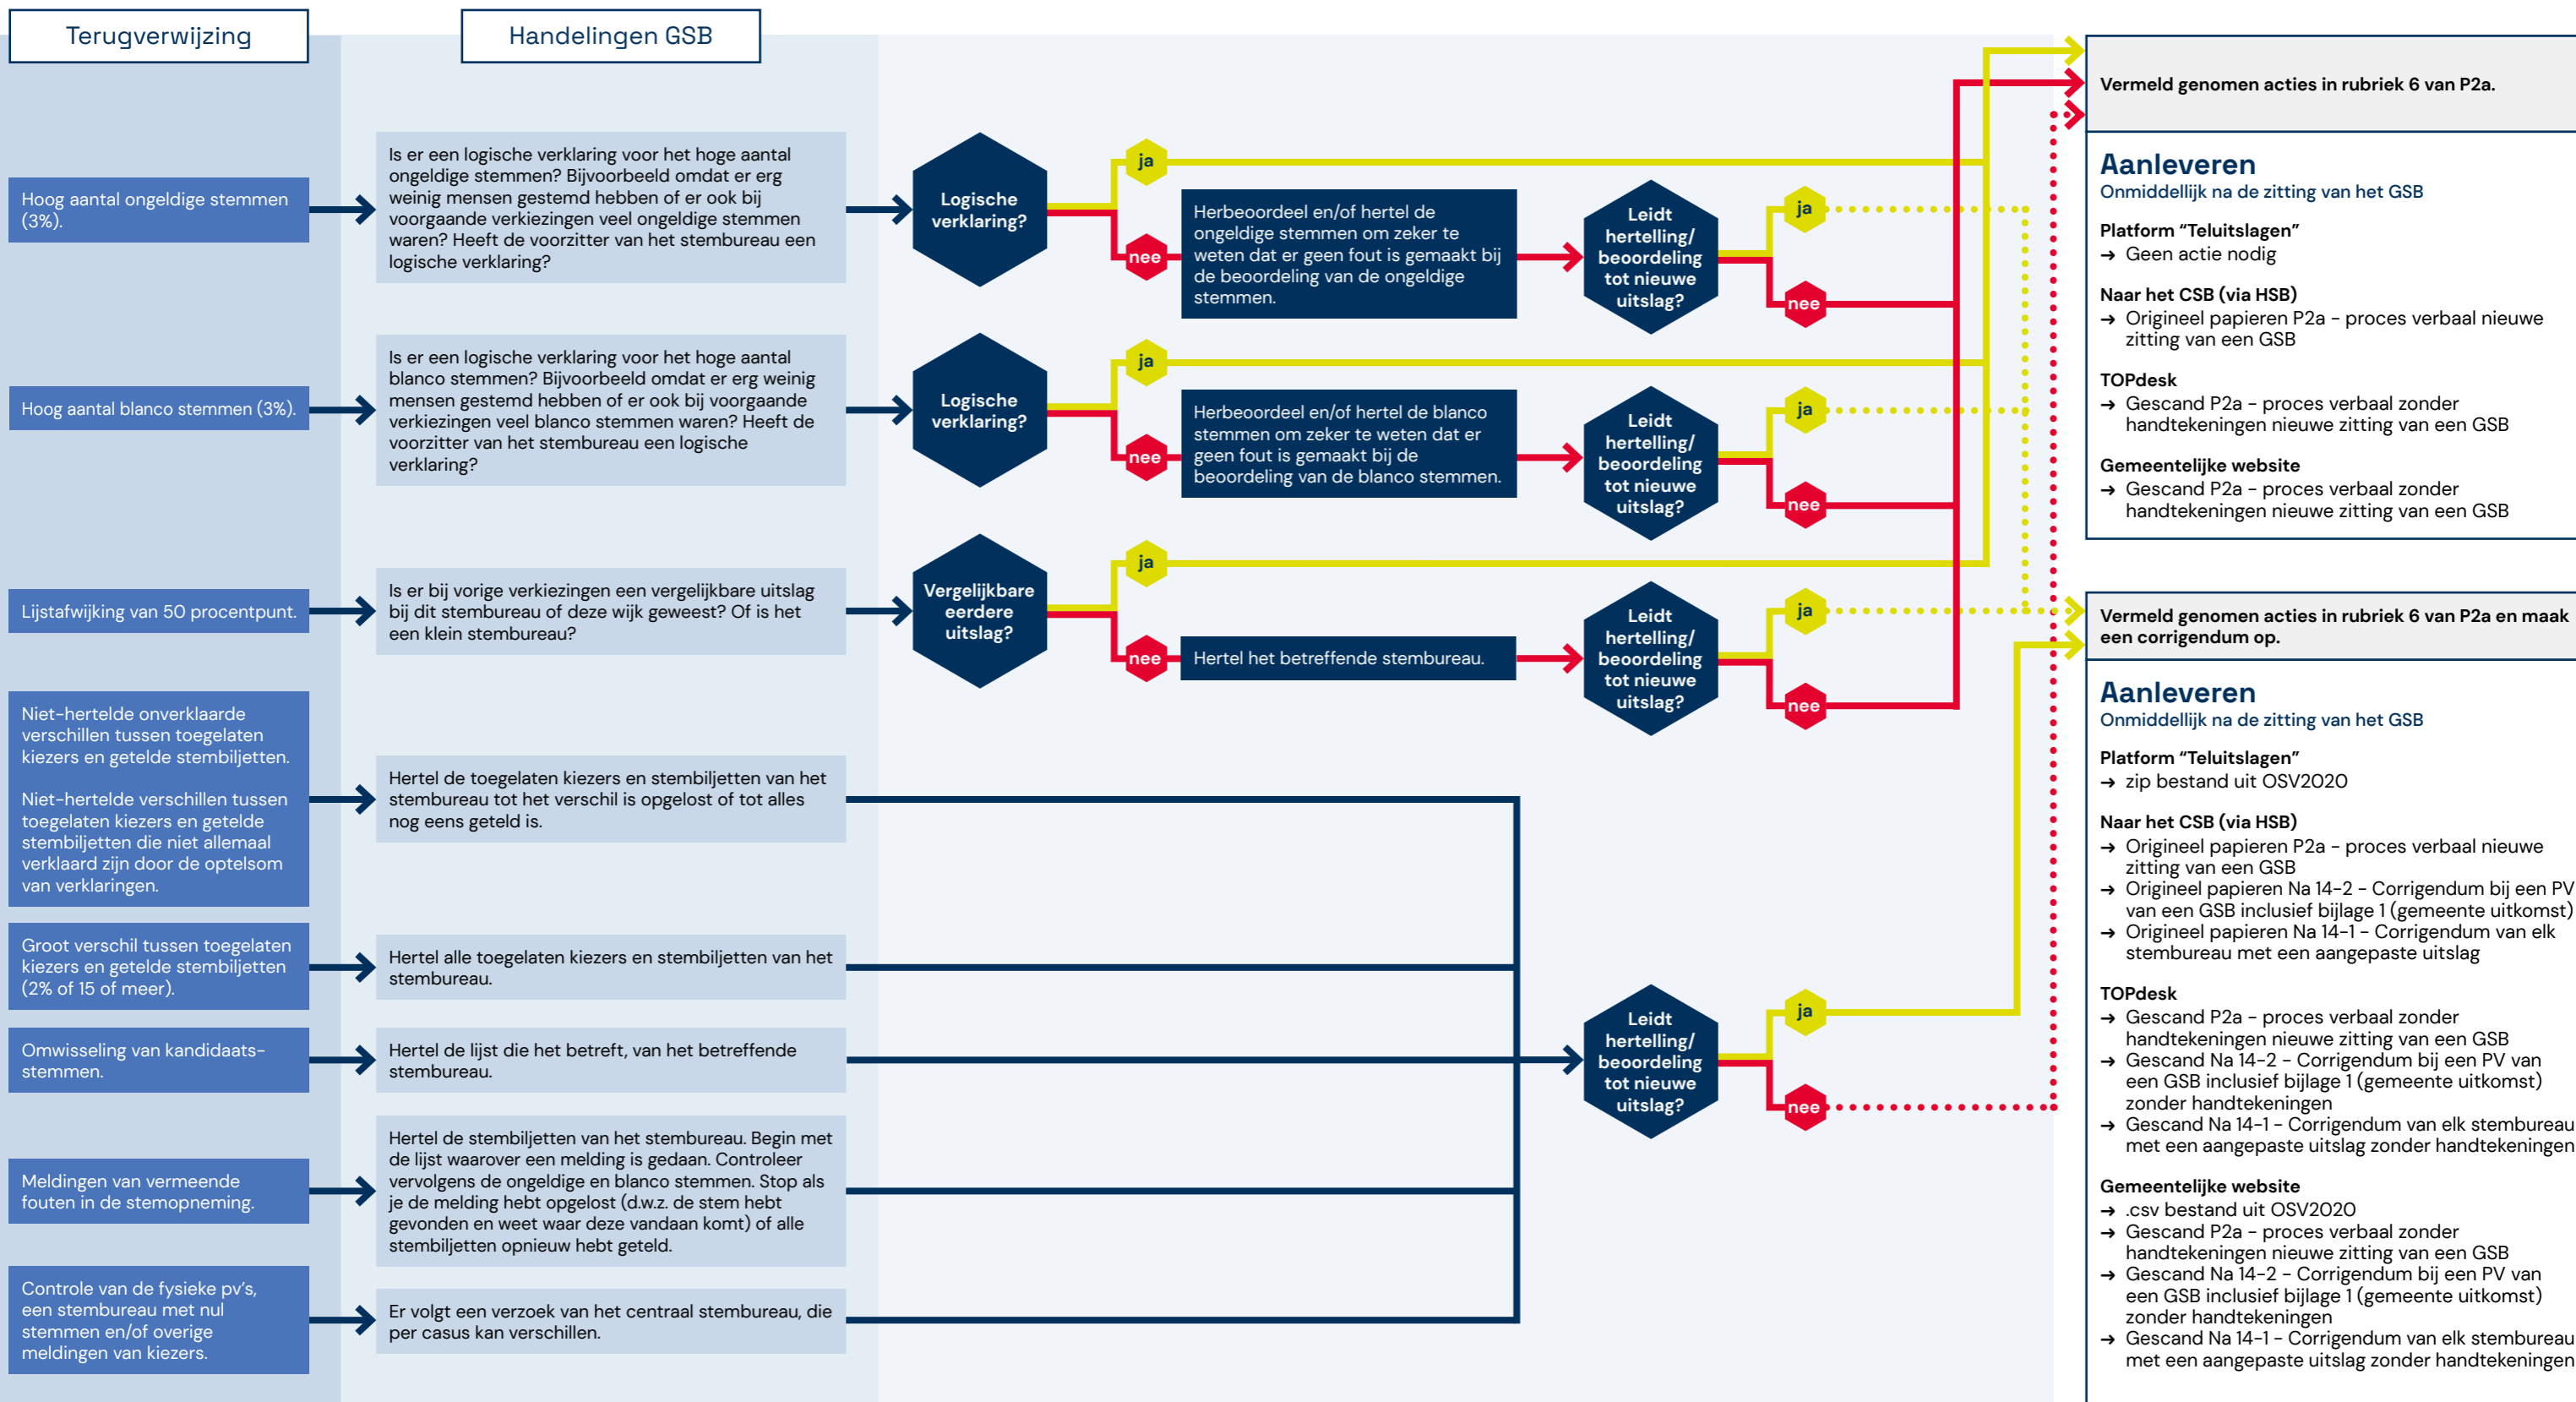 Terugverwijzing
Handelingen GSB
Hoog aantal ongeldige stemmen
(3%).
Is er een logische verklaring voor het hoge aantal
ongeldige stemmen? Bijvoorbeeld omdat er erg
weinig mensen gestemd hebben of er ook bij
voorgaande verkiezingen veel ongeldige stemmen
waren? Heeft de voorzitter van het stembureau een
logische verklaring?
Logische
verklaring?
ja
nee
Herbeoordeel en/of hertel de
ongeldige stemmen om zeker te
weten dat er geen fout is gemaakt bij
de beoordeling van de ongeldige
stemmen.
Leidt
hertelling/
beoordeling
tot nieuwe
uitslag?
ja
nee
Hoog aantal blanco stemmen (3%).
Is er een logische verklaring voor het hoge aantal
blanco stemmen? Bijvoorbeeld omdat er erg weinig
mensen gestemd hebben of er ook bij voorgaande
verkiezingen veel blanco stemmen waren? Heeft de
voorzitter van het stembureau een logische
verklaring?
Logische
verklaring?
ja
nee
Herbeoordeel en/of hertel de blanco
stemmen om zeker te weten dat er
geen fout is gemaakt bij de
beoordeling van de blanco stemmen.
Leidt
hertelling/
beoordeling
tot nieuwe
uitslag?
ja
nee
Lijstafwijking van 50 procentpunt.
Is er bij vorige verkiezingen een vergelijkbare uitslag
bij dit stembureau of deze wijk geweest? Of is het
een klein stembureau?
Vergelijkbare
eerdere
uitslag?
ja
nee
Hertel het betreffende stembureau.
Leidt
hertelling/
beoordeling
tot nieuwe
uitslag?
ja
nee
Niet-hertelde onverklaarde
verschillen tussen toegelaten
kiezers en getelde stembiljetten.
Niet-hertelde verschillen tussen
toegelaten kiezers en getelde
stembiljetten die niet allemaal
verklaard zijn door de optelsom
van verklaringen.
Hertel de toegelaten kiezers en stembiljetten van het
stembureau tot het verschil is opgelost of tot alles
nog eens geteld is.
Groot verschil tussen toegelaten
kiezers en getelde stembiljetten
(2% of 15 of meer).
Hertel alle toegelaten kiezers en stembiljetten van het
stembureau.
Omwisseling van kandidaats-
stemmen.
Hertel de lijst die het betreft, van het betreffende
stembureau.
Meldingen van vermeende
fouten in de stemopneming.
Hertel de stembiljetten van het stembureau. Begin met
de lijst waarover een melding is gedaan. Controleer
vervolgens de ongeldige en blanco stemmen. Stop als
je de melding hebt opgelost (d.w.z. de stem hebt
gevonden en weet waar deze vandaan komt) of alle
stembiljetten opnieuw hebt geteld.
Controle van de fysieke pv's,
een stembureau met nul
stemmen en/of overige
meldingen van kiezers.
Er volgt een verzoek van het centraal stembureau, die
per casus kan verschillen.
Leidt
hertelling/
beoordeling
tot nieuwe
uitslag?
ja
nee
Vermeld genomen acties in rubriek 6 van P2a.
Aanleveren
Onmiddellijk na de zitting van het GSB
Platform "Teluitslagen"
→ Geen actie nodig
Naar het CSB (via HSB)
→ Origineel papieren P2a - proces verbaal nieuwe
zitting van een GSB
TOPdesk
→ Gescand P2a - proces verbaal zonder
handtekeningen nieuwe zitting van een GSB
Gemeentelijke website
→ Gescand P2a - proces verbaal zonder
handtekeningen nieuwe zitting van een GSB
Vermeld genomen acties in rubriek 6 van P2a en maak
een corrigendum op.
Aanleveren
Onmiddellijk na de zitting van het GSB
Platform "Teluitslagen"
→ zip bestand uit OSV2020
Naar het CSB (via HSB)
→ Origineel papieren P2a - proces verbaal nieuwe
zitting van een GSB
→ Origineel papieren Na 14-2 - Corrigendum bij een PV
van een GSB inclusief bijlage 1 (gemeente uitkomst)
→ Origineel papieren Na 14-1 - Corrigendum van elk
stembureau met een aangepaste uitslag
TOPdesk
→ Gescand P2a - proces verbaal zonder
handtekeningen nieuwe zitting van een GSB
→ Gescand Na 14-2 - Corrigendum bij een PV van
een GSB inclusief bijlage 1 (gemeente uitkomst)
zonder handtekeningen
→ Gescand Na 14-1 - Corrigendum van elk stembureau
met een aangepaste uitslag zonder handtekeningen
Gemeentelijke website
→ .csv bestand uit OSV2020
→ Gescand P2a - proces verbaal zonder
handtekeningen nieuwe zitting van een GSB
→ Gescand Na 14-2 - Corrigendum bij een PV van
een GSB inclusief bijlage 1 (gemeente uitkomst)
zonder handtekeningen
→ Gescand Na 14-1 - Corrigendum van elk stembureau
met een aangepaste uitslag zonder handtekeningen